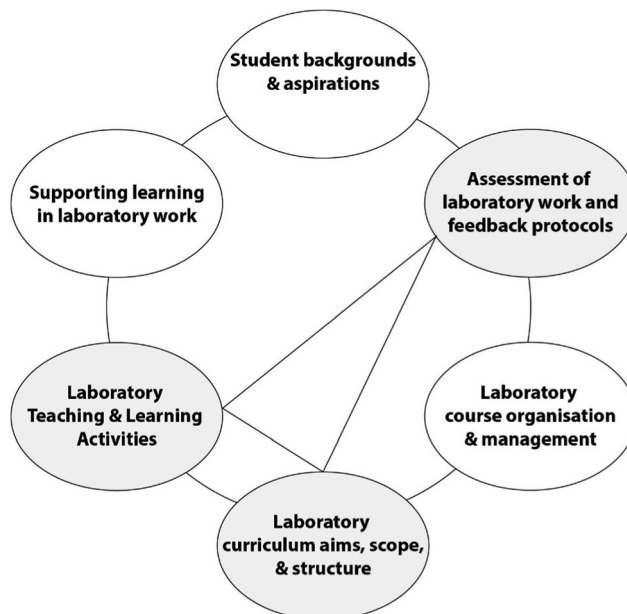 Student backgrounds
& aspirations
Supporting learning
in laboratory work
Assessment of
laboratory work and
feedback protocols
Laboratory
Teaching & Learning
Activities
Laboratory
course organisation
& management
Laboratory
curriculum aims, scope,
& structure